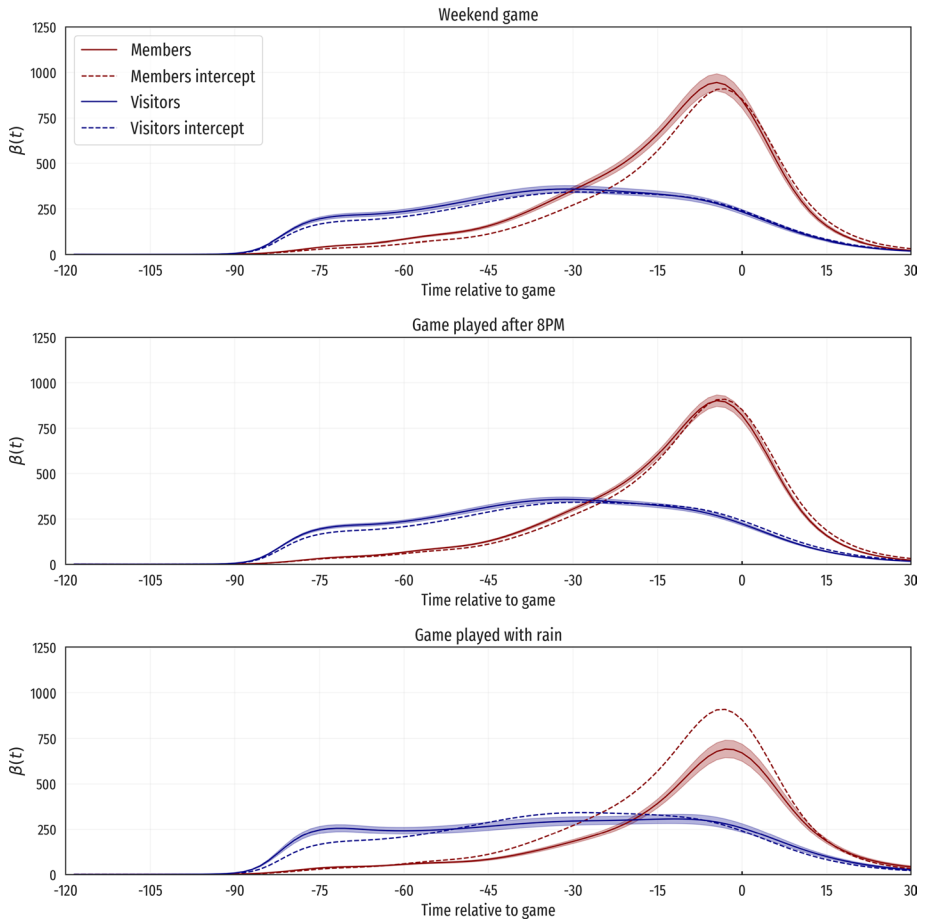 Weekend game
1250
1000
750
500
250
0
β(t)
Members
Members intercept
Visitors
Visitors intercept
-120 -105 -90 -75 -60 -45 -30 -15 0 15 30
Time relative to game
Game played after 8PM
1250
1000
750
500
250
0
β(t)
-120 -105 -90 -75 -60 -45 -30 -15 0 15 30
Time relative to game
Game played with rain
1250
1000
750
500
250
0
β(t)
-120 -105 -90 -75 -60 -45 -30 -15 0 15 30
Time relative to game